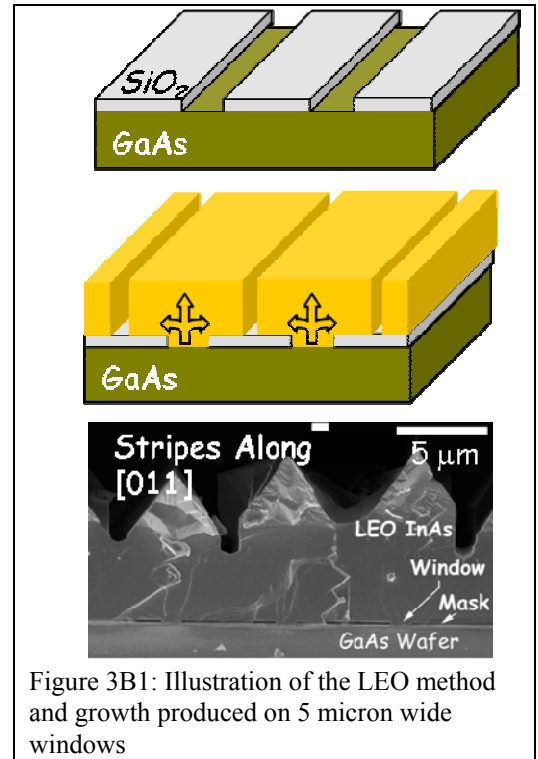 SiO₂
GaAs
GaAs
Stripes Along
[011]
5 μm
LEO InAs
Window
Mask
GaAs Wafer
Figure 3B1: Illustration of the LEO method
and growth produced on 5 micron wide
windows